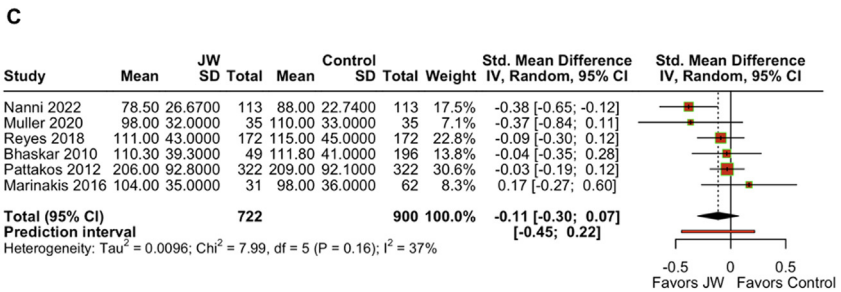 C
JW Control Std. Mean Difference Std. Mean Difference
Study Mean SD Total Mean SD Total Weight IV, Random, 95% CI IV, Random, 95% CI
Nanni 2022 78.50 26.6700 113 88.00 22.7400 113 17.5% -0.38 [-0.65; -0.12]
Muller 2020 98.00 32.0000 35 110.00 33.0000 35 7.1% -0.37 [-0.84; 0.11]
Reyes 2018 111.00 43.0000 172 115.00 45.0000 172 22.8% -0.09 [-0.30; 0.12]
Bhaskar 2010 110.30 39.3000 49 111.80 41.0000 196 13.8% -0.04 [-0.35; 0.28]
Pattakos 2012 206.00 92.8000 322 209.00 92.1000 322 30.6% -0.03 [-0.19; 0.12]
Marinakis 2016 104.00 35.0000 31 98.00 36.0000 62 8.3% 0.17 [-0.27; 0.60]
Total (95% CI) 722 900 100.0% -0.11 [-0.30; 0.07]
Prediction interval [-0.45; 0.22]
Heterogeneity: Tau² = 0.0096; Chi² = 7.99, df = 5 (P = 0.16); I² = 37%
-0.5 0 0.5
Favors JW Favors Control